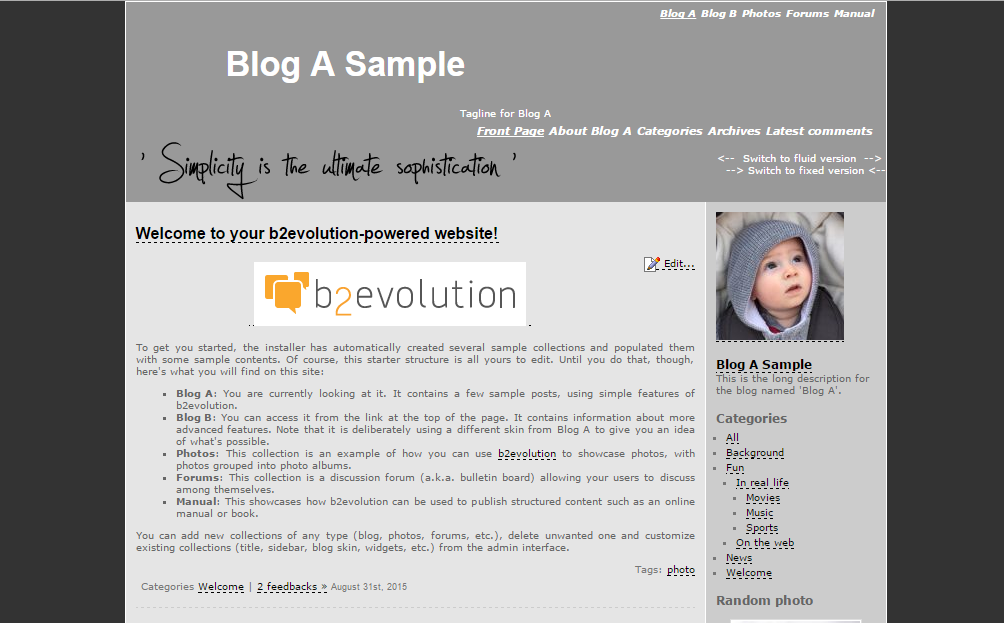 Blog A Blog B Photos Forums Manual
Blog A Sample
Tagline for Blog A
Front Page About Blog A Categories Archives Latest comments
' Simplicity is the ultimate sophistication '
<-- Switch to fluid version -->
--> Switch to fixed version <--
Welcome to your b2evolution-powered website!
Edit...
b2evolution
To get you started, the installer has automatically created several sample collections and populated them
with some sample contents. Of course, this starter structure is all yours to edit. Until you do that, though,
here's what you will find on this site:
Blog A: You are currently looking at it. It contains a few sample posts, using simple features of
b2evolution.
Blog B: You can access it from the link at the top of the page. It contains information about more
advanced features. Note that it is deliberately using a different skin from Blog A to give you an idea
of what's possible.
Photos: This collection is an example of how you can use b2evolution to showcase photos, with
photos grouped into photo albums.
Forums: This collection is a discussion forum (a.k.a. bulletin board) allowing your users to discuss
among themselves.
Manual: This showcases how b2evolution can be used to publish structured content such as an online
manual or book.
You can add new collections of any type (blog, photos, forums, etc.), delete unwanted one and customize
existing collections (title, sidebar, blog skin, widgets, etc.) from the admin interface.
Tags: photo
Categories Welcome | 2 feedbacks » August 31st, 2015
Blog A Sample
This is the long description for
the blog named 'Blog A'.
Categories
All
Background
Fun
In real life
Movies
Music
Sports
On the web
News
Welcome
Random photo